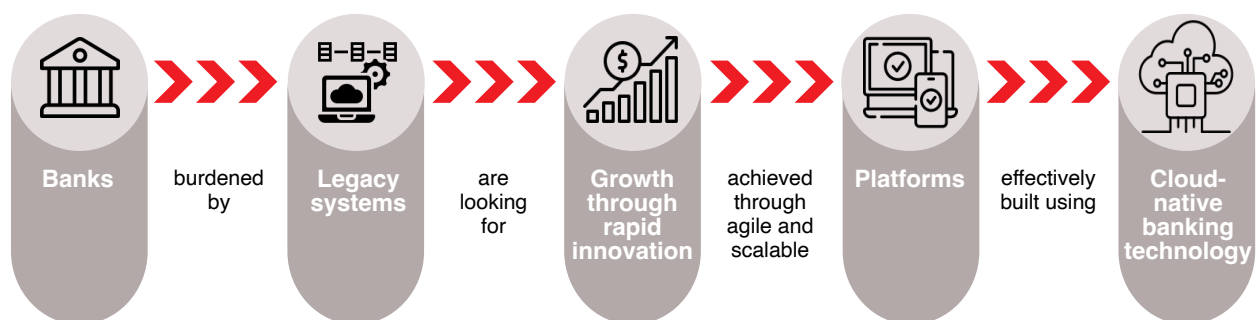 Banks
burdened
by
Legacy
systems
are
looking
for
$
Growth
through
rapid
innovation
achieved
through
agile and
scalable
Platforms
effectively
built using
Cloud-
native
banking
technology